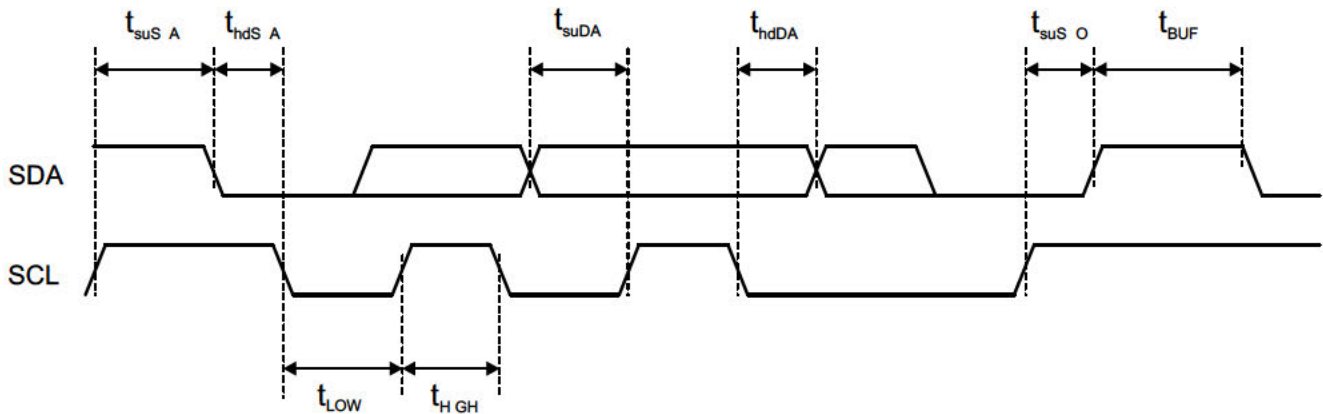 tsuS A thdS A tsuDA thdDA tsuS O tBUF
SDA
SCL
tLOW tH GH